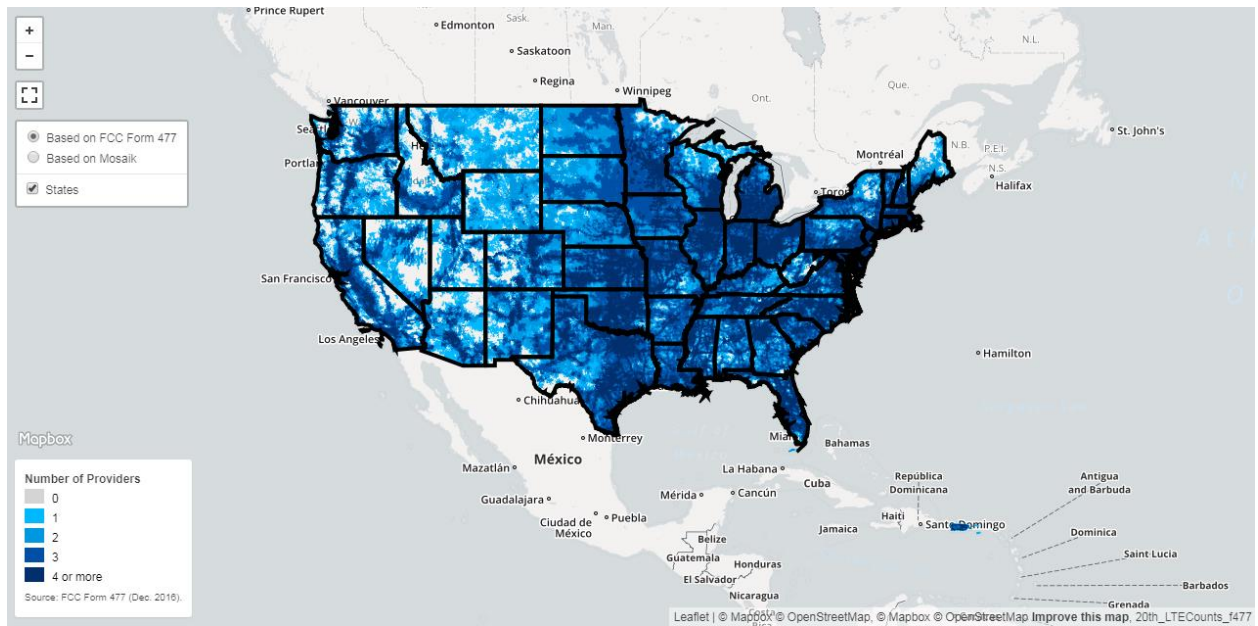 Prince Rupert
Edmonton
Sask.
Man.
Saskatoon
Regina
Winnipeg
Ont.
Que.
N.L.
St. John's
N.B.
P.E.I.
N.S.
Halifax
Montréal
Vancouver
+
−
Based on FCC Form 477
Based on Mosaik
States
San Francisco
Los Angeles
Hamilton
Chihuahua
Monterrey
México
Mazatlán
Guadalajara
Ciudad de
México
Puebla
Mérida
Cancún
La Habana
Cuba
Bahamas
Jamaica
Haiti
República
Dominicana
Santo Domingo
Antigua
and Barbuda
Dominica
Saint Lucia
Barbados
Grenada
Belize
Guatemala
Honduras
El Salvador
Nicaragua
Mapbox
Number of Providers
0
1
2
3
4 or more
Source: FCC Form 477 (Dec. 2016).
Leaflet | © Mapbox © OpenStreetMap, © Mapbox © OpenStreetMap Improve this map, 20th_LTECounts_f477